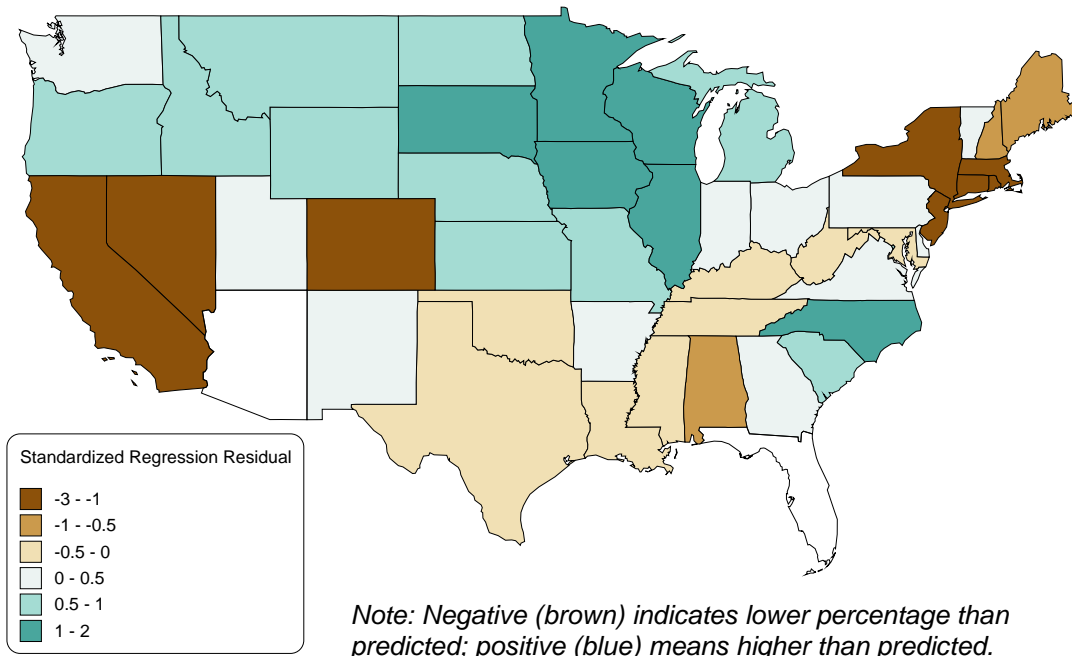 Standardized Regression Residual
-3 - -1
-1 - -0.5
-0.5 - 0
0 - 0.5
0.5 - 1
1 - 2
Note: Negative (brown) indicates lower percentage than
predicted; positive (blue) means higher than predicted.